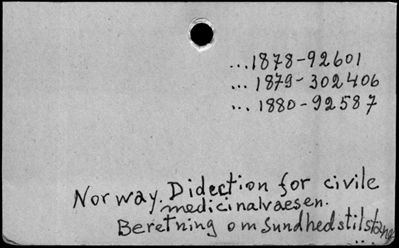 ...1878-92601
...1879-302406
... 1880-92587
Norway. Didection for civile
medicinalvaesen.
Beretning om Sundhedstilstand
..